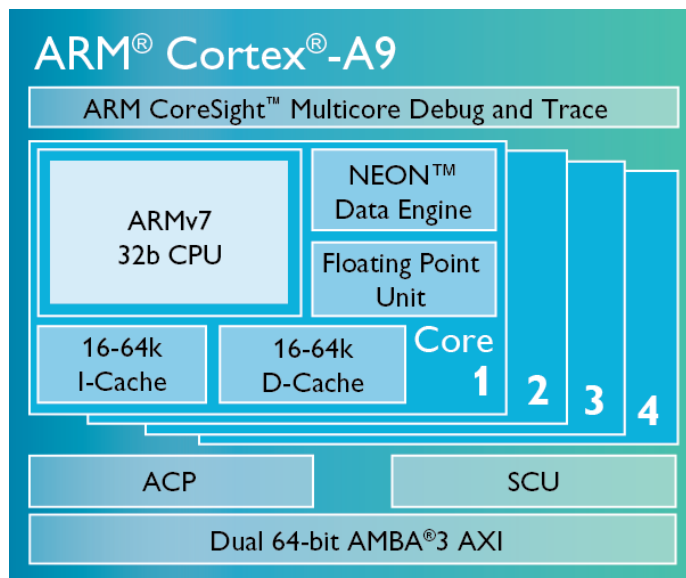 ARM® Cortex®-A9
ARM CoreSight™ Multicore Debug and Trace
ARMv7
32b CPU
NEON™
Data Engine
Floating Point
Unit
16-64k
I-Cache
16-64k
D-Cache
Core
1
2
3
4
ACP
SCU
Dual 64-bit AMBA®3 AXI